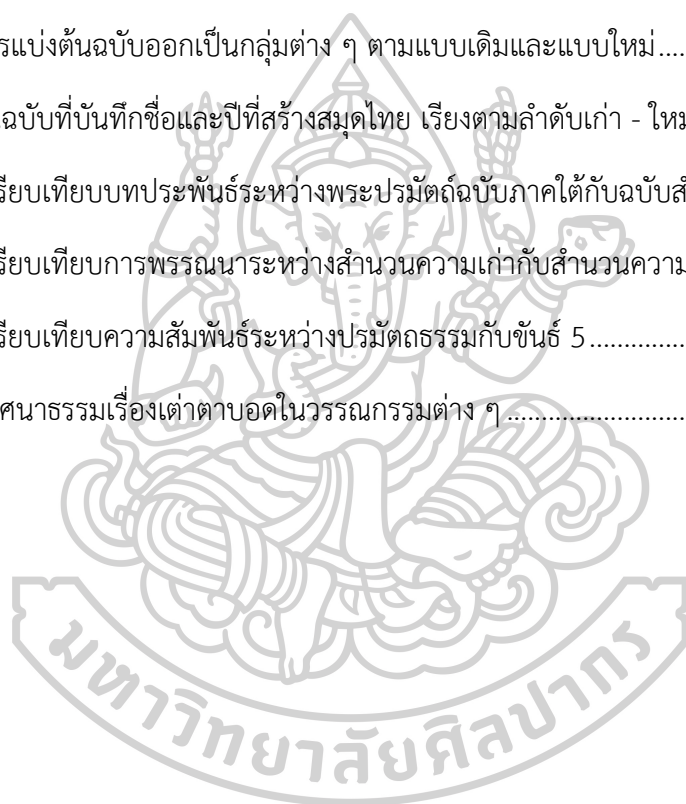 รแบ่งต้นฉบับออกเป็นกลุ่มต่าง ๆ ตามแบบเดิมและแบบใหม่.....
ฉบับที่บันทึกชื่อและปีที่สร้างสมุดไทย เรียงตามลำดับเก่า - ใหม
รียบเทียบบทประพันธ์ระหว่างพระปรมัตถ์ฉบับภาคใต้กับฉบับสํ
รียบเทียบการพรรณนาระหว่างสำนวนความเก่ากับสำนวนความ
รียบเทียบความสัมพันธ์ระหว่างปรมัตถธรรมกับขันธ์ 5...............
ศนาธรรมเรื่องเต่าตาบอดในวรรณกรรมต่าง ๆ ..........................
มหาวิทยาลัยศิลปากร